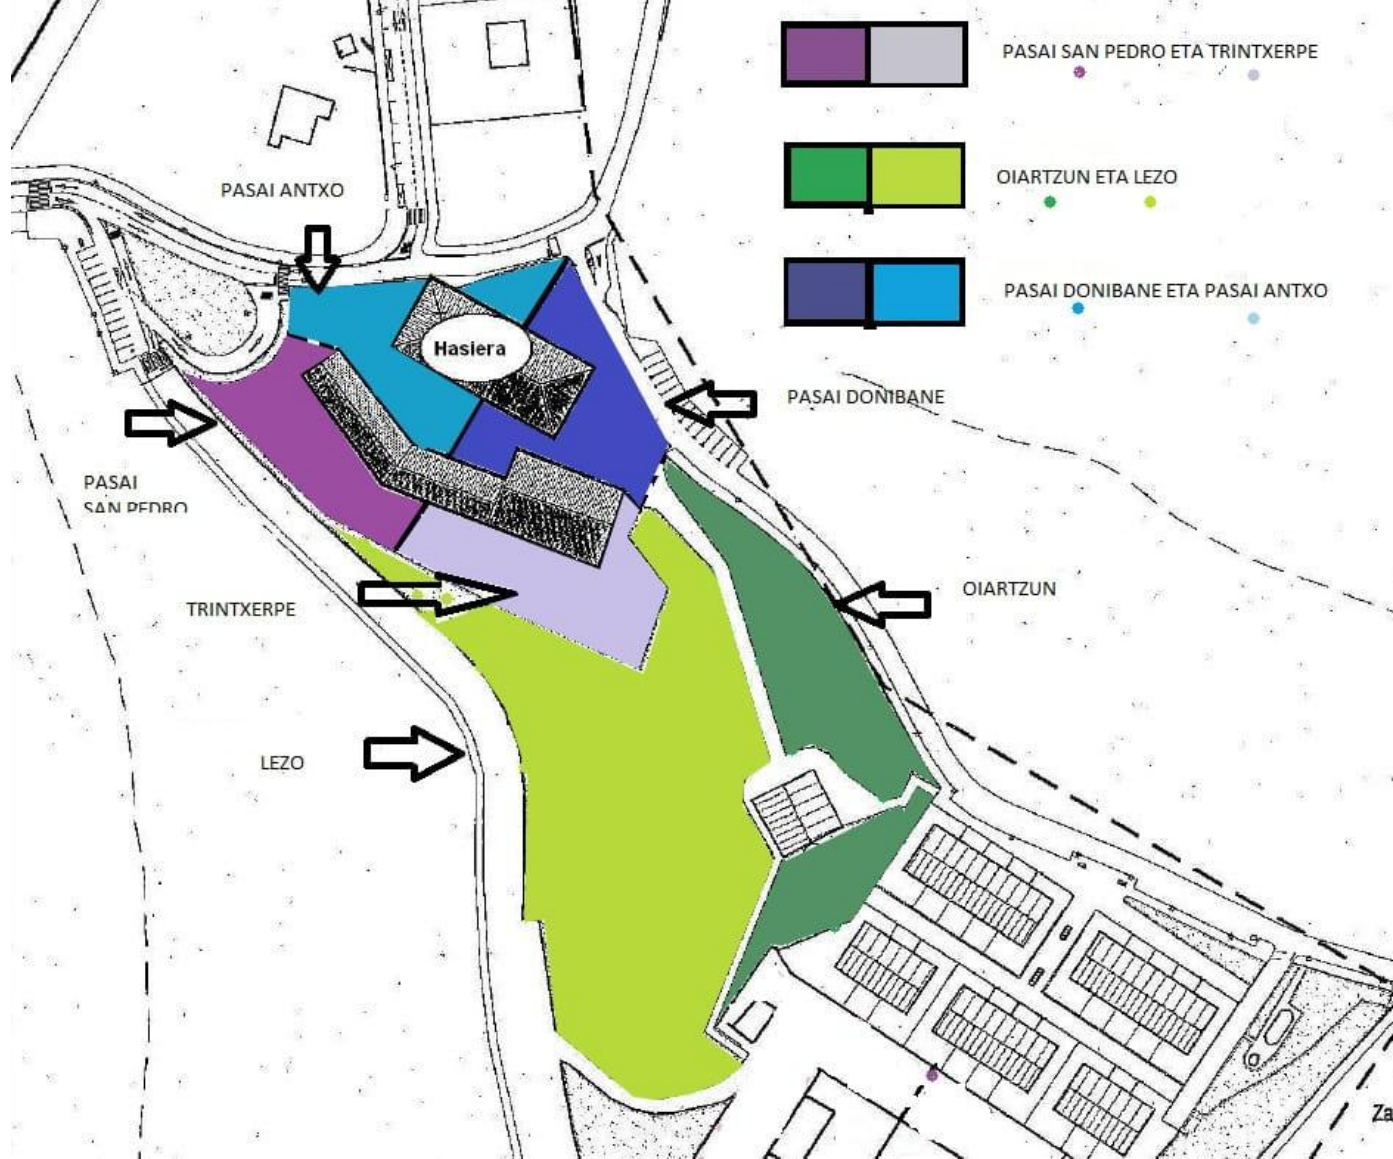 PASAI SAN PEDRO ETA TRINTXERPE
OIARTZUN ETA LEZO
PASAI ANTXO
PASAI DONIBANE ETA PASAI ANTXO
Hasiera
PASAI DONIBANE
PASAI
SAN PEDRO
OIARTZUN
TRINTXERPE
LEZO
Za